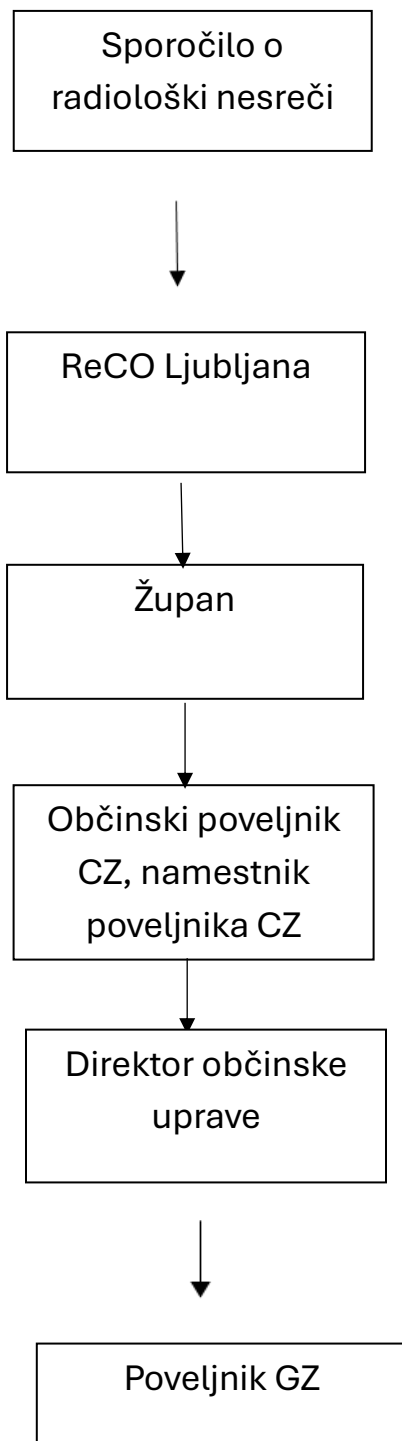 Sporočilo o
radiološki nesreči
ReCO Ljubljana
Župan
Občinski poveljnik
CZ, namestnik
poveljnika CZ
Direktor občinske
uprave
Poveljnik GZ